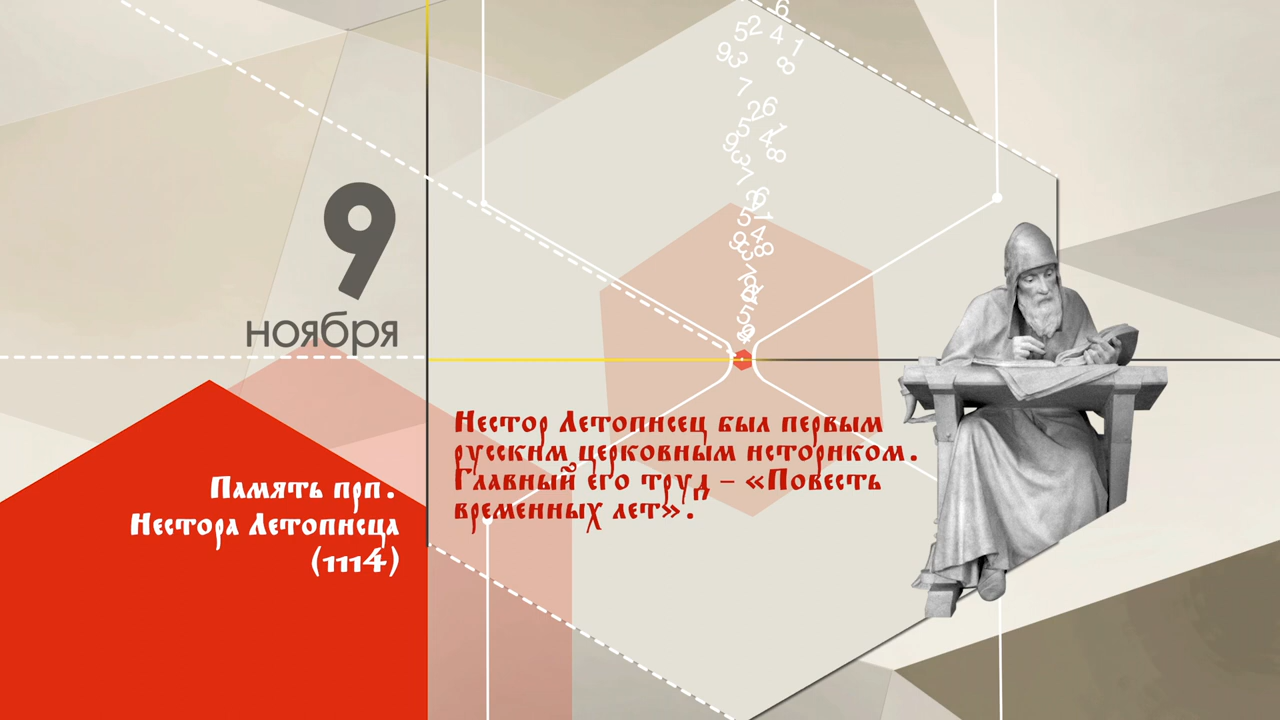 9
ноября
Память прп.
Нестора Летописца
(1114)
Нестор Летописец был первым
русским церковным историком.
Главный его труд – «Повесть
временных лет».